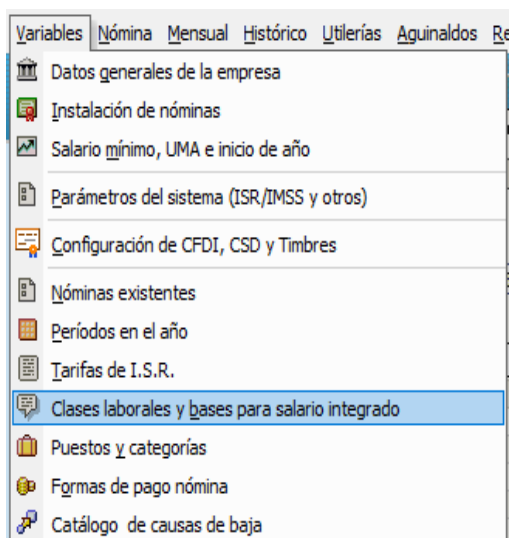 Variables Nómina Mensual Histórico Utilerías Aguinaldos Re
Datos generales de la empresa
Instalación de nóminas
Salario mínimo, UMA e inicio de año
Parámetros del sistema (ISR/IMSS y otros)
Configuración de CFDI, CSD y Timbres
Nóminas existentes
Períodos en el año
Tarifas de I.S.R.
Clases laborales y bases para salario integrado
Puestos y categorías
Formas de pago nómina
Catálogo de causas de baja